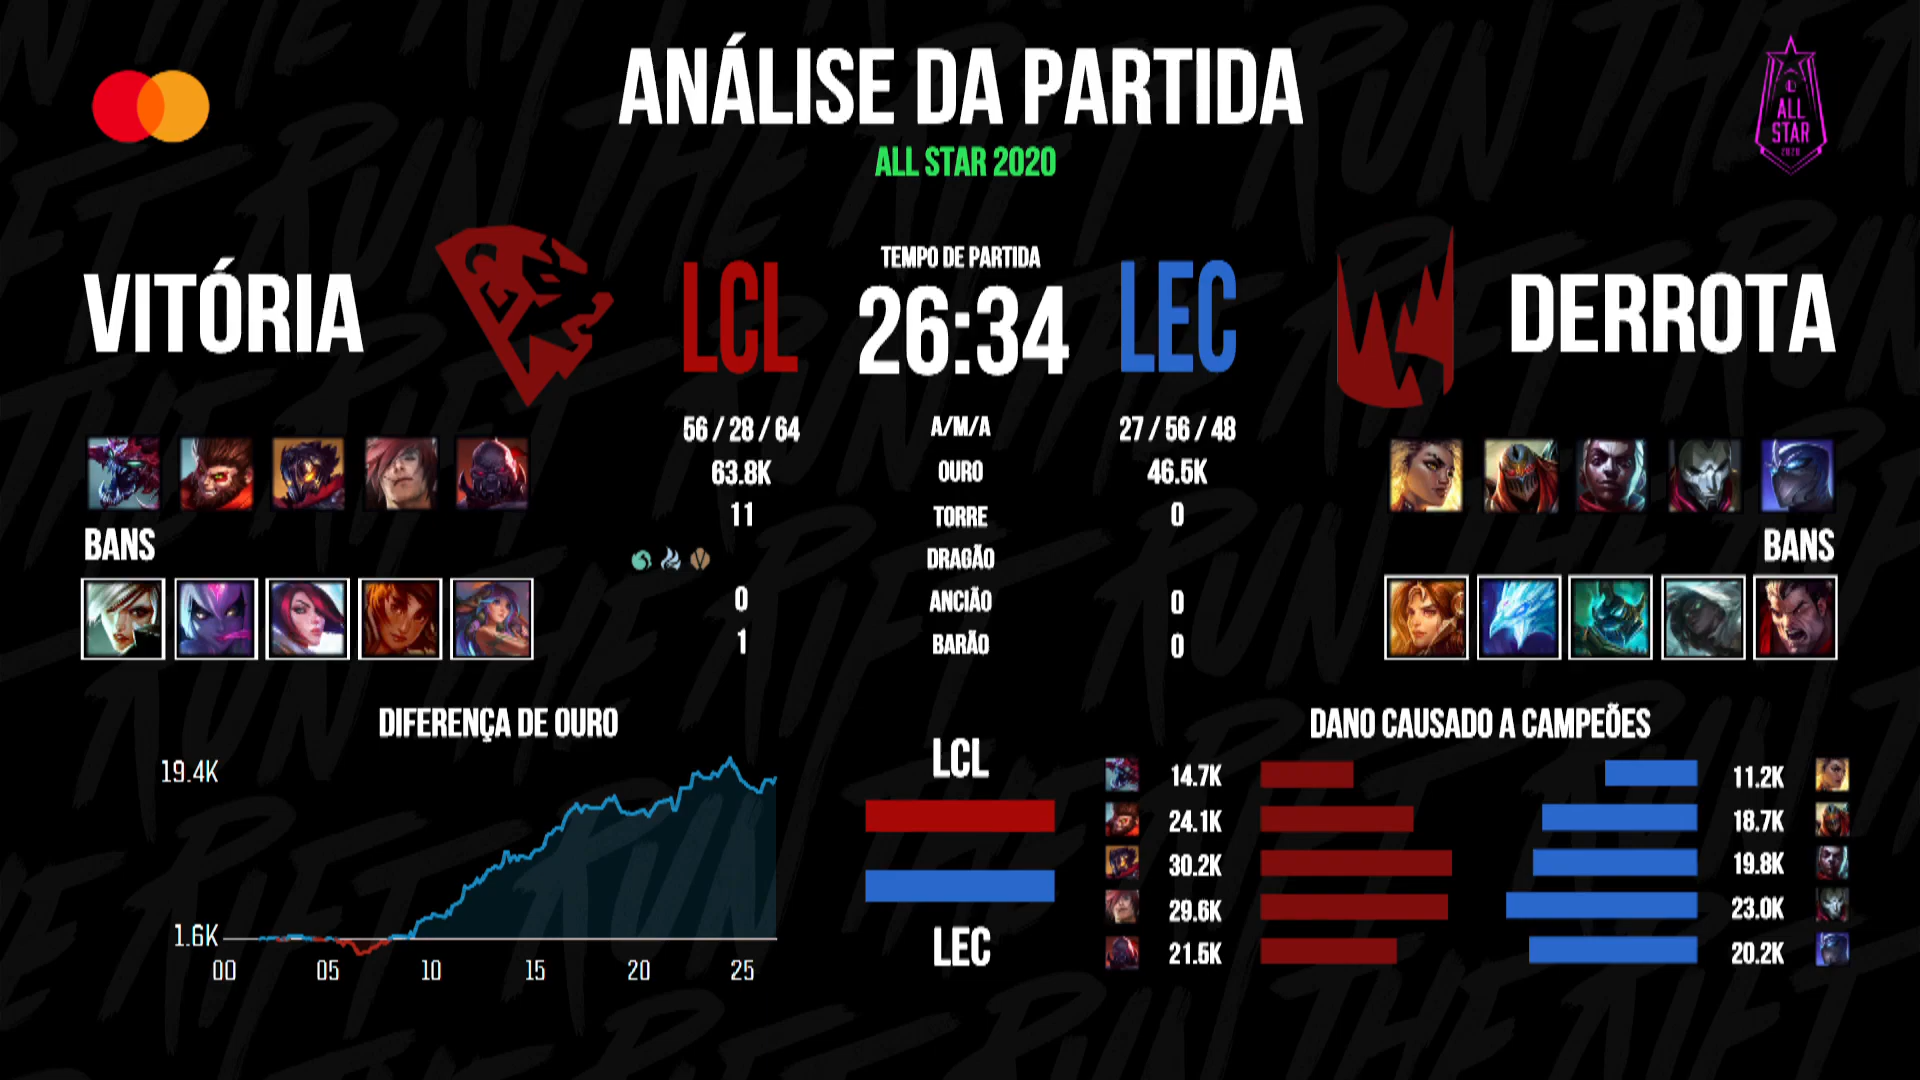 ANÁLISE DA PARTIDA
ALL STAR 2020
ALL
STAR
2020
VITÓRIA
LCL
TEMPO DE PARTIDA
26:34
LEC
DERROTA
56 / 28 / 64 A/M/A 27 / 56 / 48
63.8K OURO 46.5K
11 TORRE 0
DRAGÃO
0 ANCIÃO 0
1 BARÃO 0
BANS
BANS
DIFERENÇA DE OURO
19.4K
1.6K
00 05 10 15 20 25
LCL
LEC
DANO CAUSADO A CAMPEÕES
14.7K 11.2K
24.1K 18.7K
30.2K 19.8K
29.6K 23.0K
21.5K 20.2K